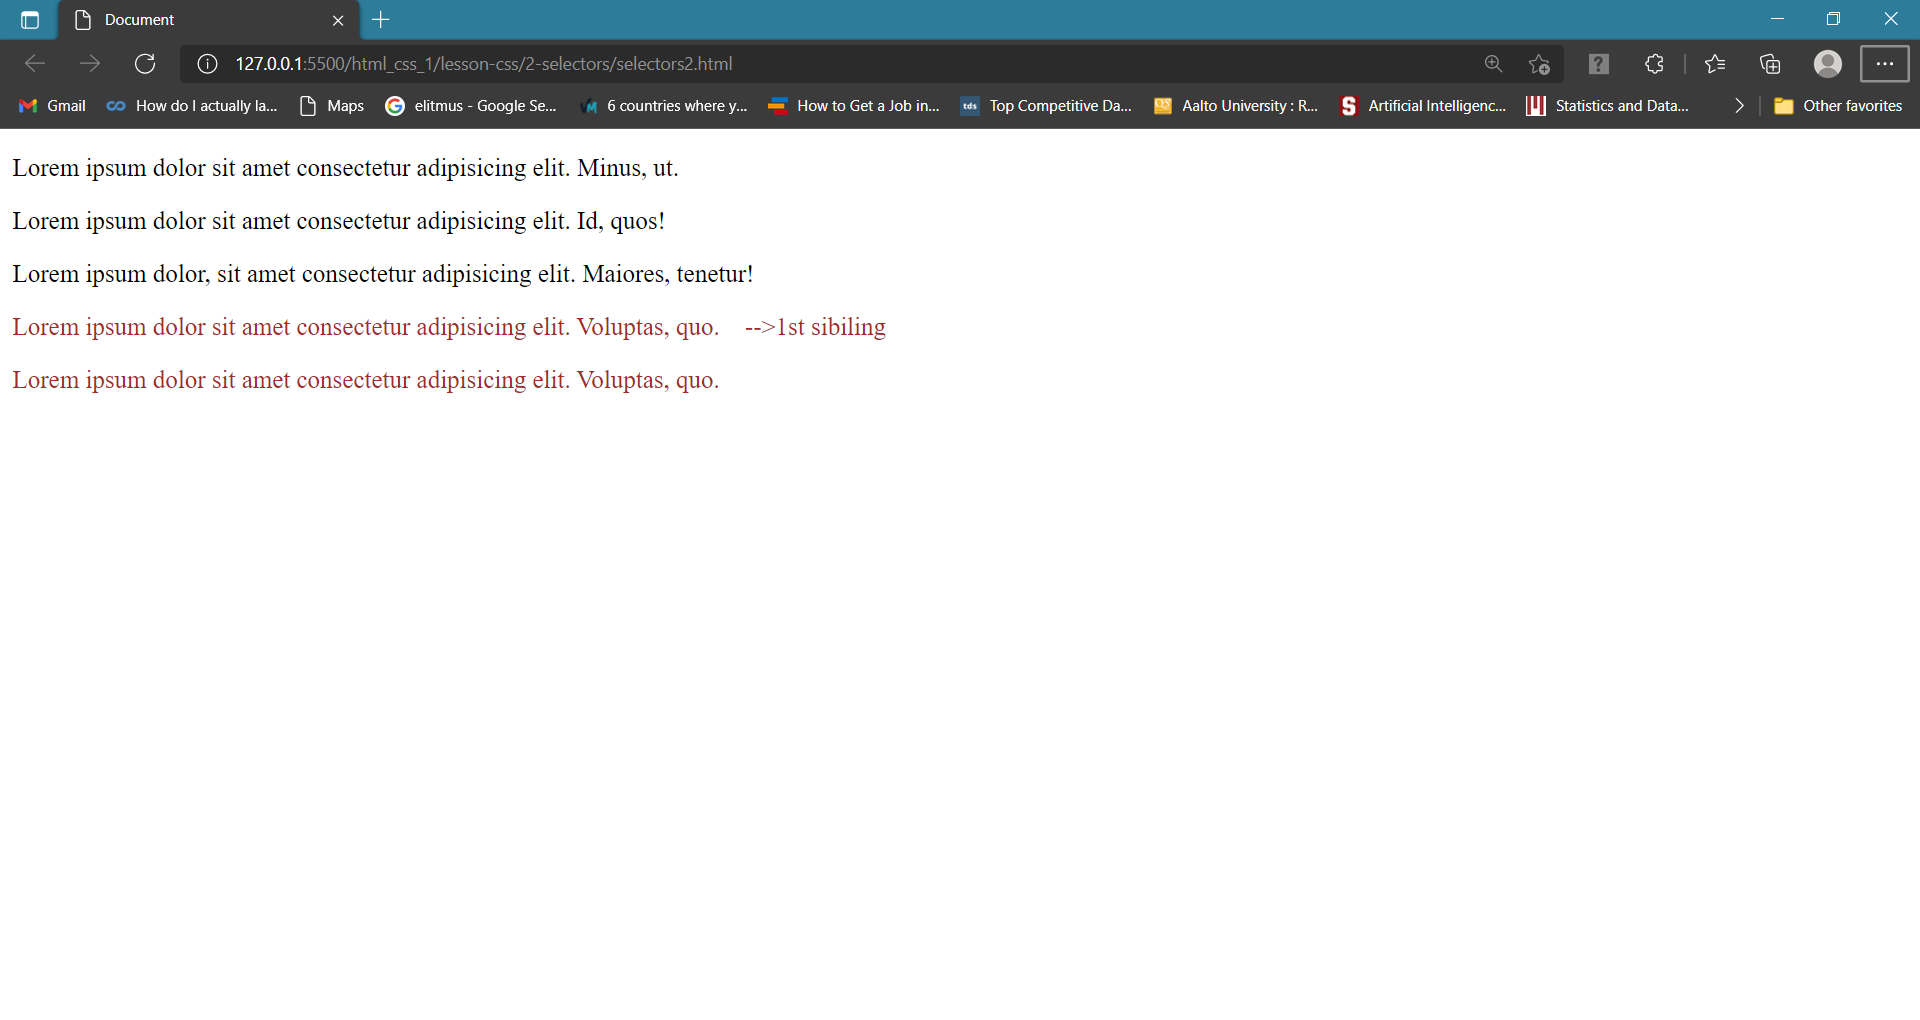 Document
127.0.0.1:5500/html_css_1/lesson-css/2-selectors/selectors2.html
Gmail How do I actually la... Maps elitmus - Google Se... 6 countries where y... How to Get a Job in... tds Top Competitive Da... QS Aalto University : R... S Artificial Intelligenc... Statistics and Data... Other favorites
Lorem ipsum dolor sit amet consectetur adipisicing elit. Minus, ut.
Lorem ipsum dolor sit amet consectetur adipisicing elit. Id, quos!
Lorem ipsum dolor, sit amet consectetur adipisicing elit. Maiores, tenetur!
Lorem ipsum dolor sit amet consectetur adipisicing elit. Voluptas, quo. -->1st sibiling
Lorem ipsum dolor sit amet consectetur adipisicing elit. Voluptas, quo.